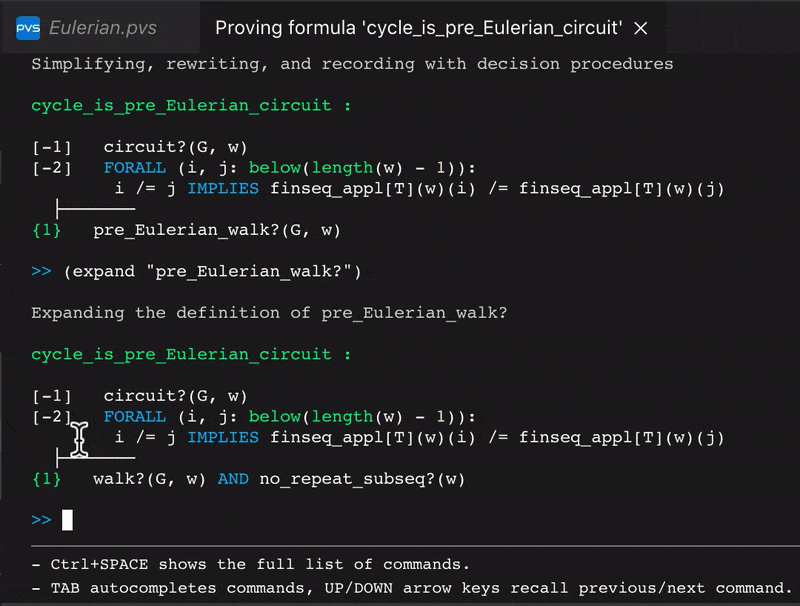 PVS Eulerian.pvs Proving formula 'cycle_is_pre_Eulerian_circuit' ×
Simplifying, rewriting, and recording with decision procedures
cycle_is_pre_Eulerian_circuit :
[-1] circuit?(G, w)
[-2] FORALL (i, j: below(length(w) - 1)):
i /= j IMPLIES finseq_appl[T](w)(i) /= finseq_appl[T](w)(j)
├───────
{1} pre_Eulerian_walk?(G, w)
>> (expand "pre_Eulerian_walk?")
Expanding the definition of pre_Eulerian_walk?
cycle_is_pre_Eulerian_circuit :
[-1] circuit?(G, w)
[-2] FORALL (i, j: below(length(w) - 1)):
i /= j IMPLIES finseq_appl[T](w)(i) /= finseq_appl[T](w)(j)
├───────
{1} walk?(G, w) AND no_repeat_subseq?(w)
>>
- Ctrl+SPACE shows the full list of commands.
- TAB autocompletes commands, UP/DOWN arrow keys recall previous/next command.